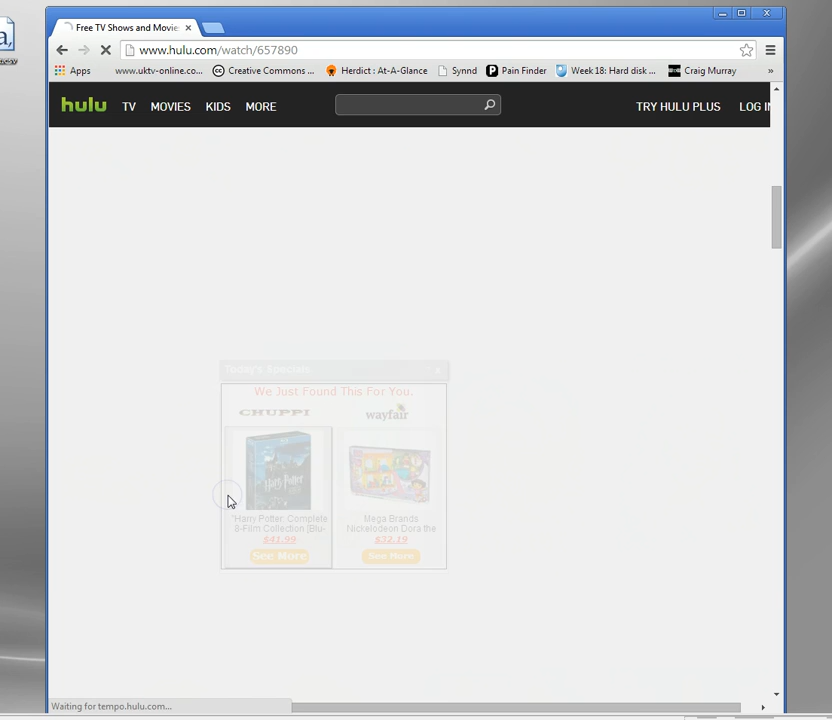 Free TV Shows and Movie
www.hulu.com/watch/657890
Apps www.uktv-online.co... Creative Commons ... Herdict : At-A-Glance Synnd Pain Finder Week 18: Hard disk ... Craig Murray »
hulu TV MOVIES KIDS MORE TRY HULU PLUS LOG IN
Today's Specials x
We Just Found This For You.
CHUPPI wayfair
"Harry Potter: Complete
8-Film Collection [Blu-
$41.99
See More
Mega Brands
Nickelodeon Dora the
$32.19
See More
Waiting for tempo.hulu.com...